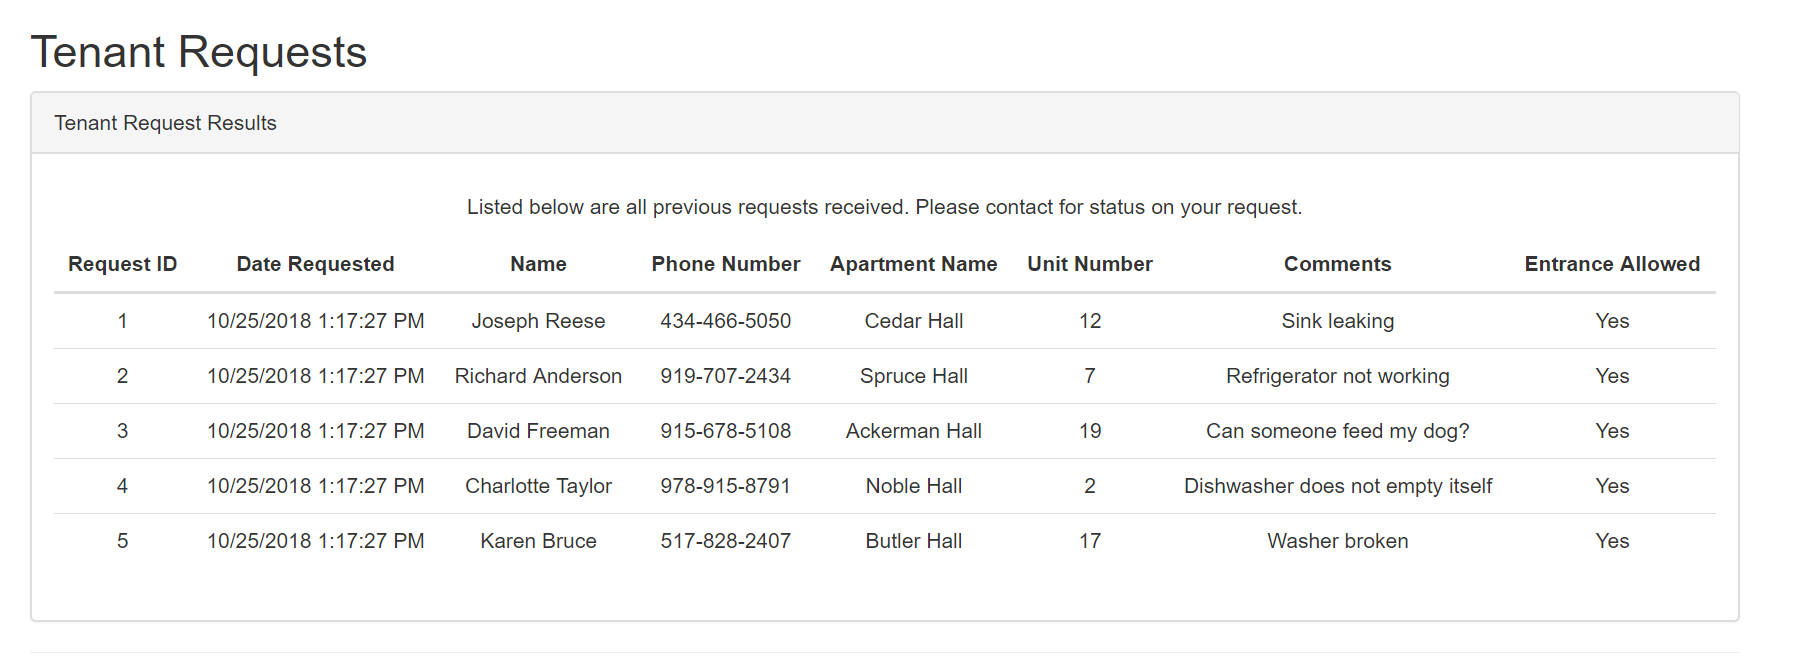 Tenant Requests
Tenant Request Results
Listed below are all previous requests received. Please contact for status on your request.
Request ID Date Requested Name Phone Number Apartment Name Unit Number Comments Entrance Allowed
1 10/25/2018 1:17:27 PM Joseph Reese 434-466-5050 Cedar Hall 12 Sink leaking Yes
2 10/25/2018 1:17:27 PM Richard Anderson 919-707-2434 Spruce Hall 7 Refrigerator not working Yes
3 10/25/2018 1:17:27 PM David Freeman 915-678-5108 Ackerman Hall 19 Can someone feed my dog? Yes
4 10/25/2018 1:17:27 PM Charlotte Taylor 978-915-8791 Noble Hall 2 Dishwasher does not empty itself Yes
5 10/25/2018 1:17:27 PM Karen Bruce 517-828-2407 Butler Hall 17 Washer broken Yes